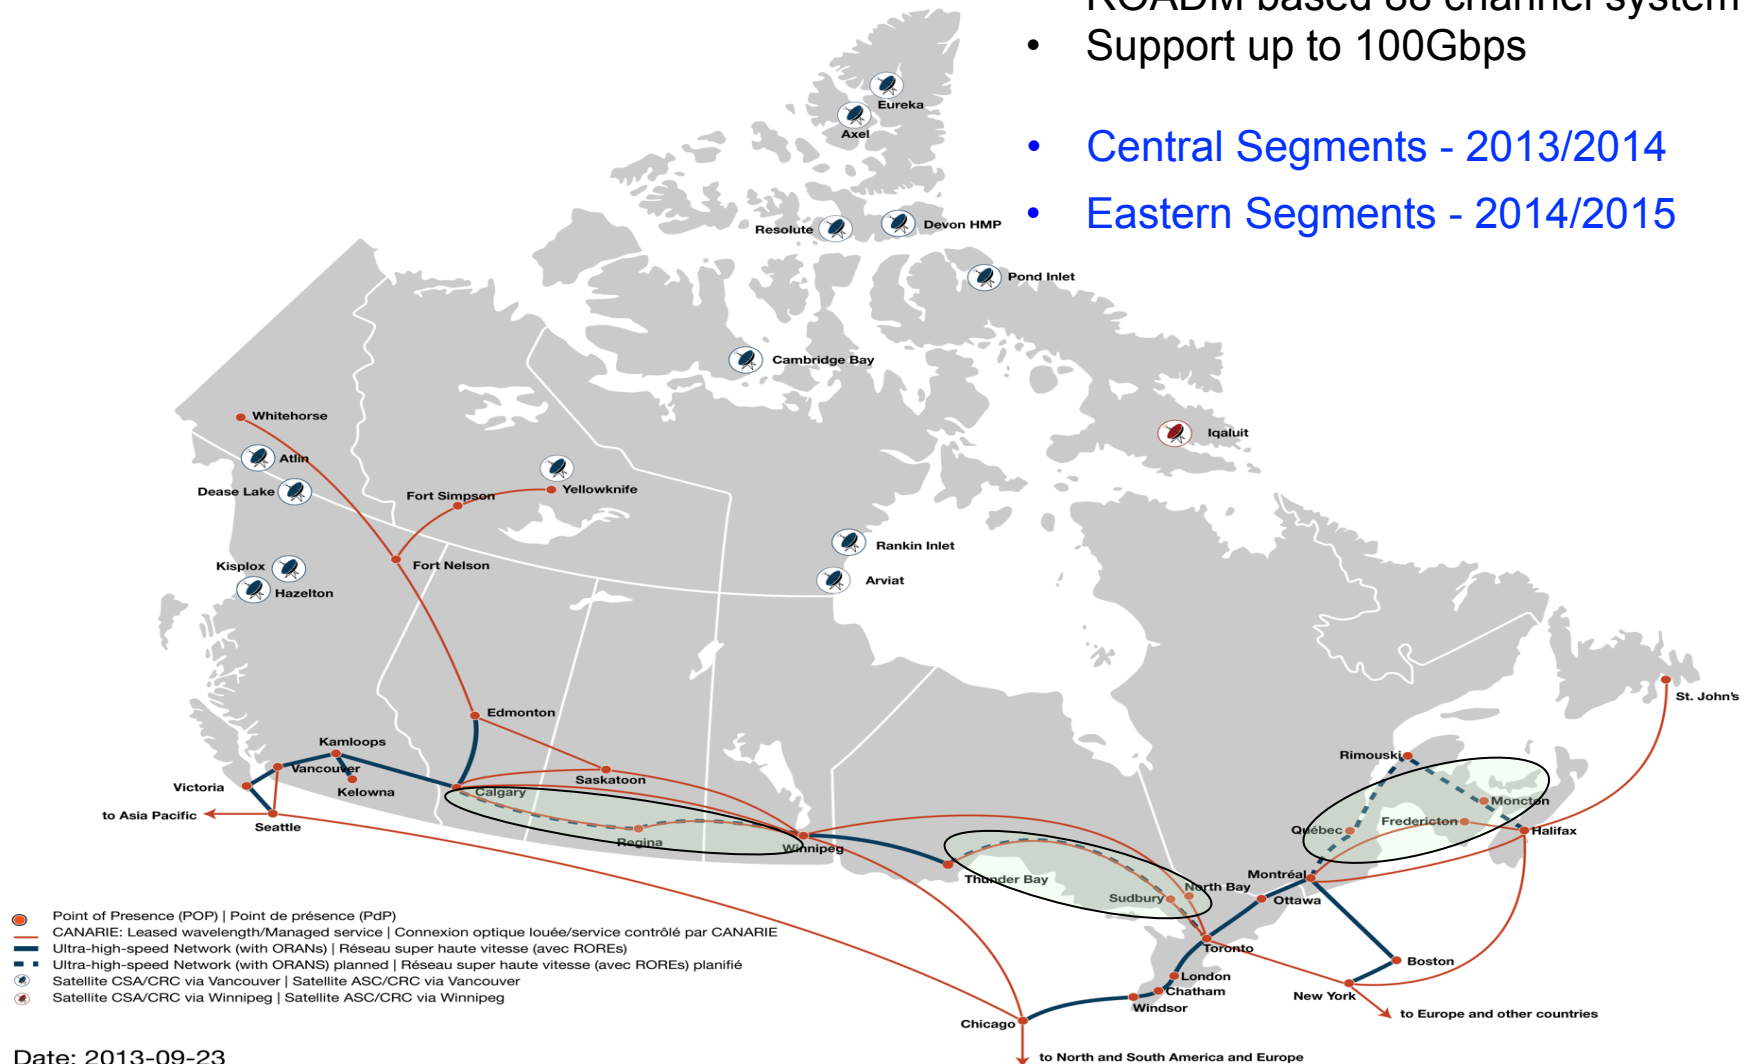 ROADM based 88 channel system
• Support up to 100Gbps
• Central Segments - 2013/2014
• Eastern Segments - 2014/2015
Eureka
Axel
Resolute
Devon HMP
Pond Inlet
Cambridge Bay
Whitehorse
Iqaluit
Atlin
Dease Lake
Fort Simpson
Yellowknife
Rankin Inlet
Fort Nelson
Kisplox
Arviat
Hazelton
St. John's
Edmonton
Kamloops
Rimouski
Vancouver
Saskatoon
Victoria
Kelowna
Calgary
Moncton
to Asia Pacific
Seattle
Fredericton
Québec
Halifax
Regina
Winnipeg
Thunder Bay
Montréal
North Bay
Sudbury
Ottawa
Toronto
Boston
London
Chatham
New York
Windsor
to Europe and other countries
Chicago
to North and South America and Europe
Point of Presence (POP) | Point de présence (PdP)
CANARIE: Leased wavelength/Managed service | Connexion optique louée/service contrôlé par CANARIE
Ultra-high-speed Network (with ORANs) | Réseau super haute vitesse (avec ROREs)
Ultra-high-speed Network (with ORANS) planned | Réseau super haute vitesse (avec ROREs) planifié
Satellite CSA/CRC via Vancouver | Satellite ASC/CRC via Vancouver
Satellite CSA/CRC via Winnipeg | Satellite ASC/CRC via Winnipeg
Date: 2013-09-23